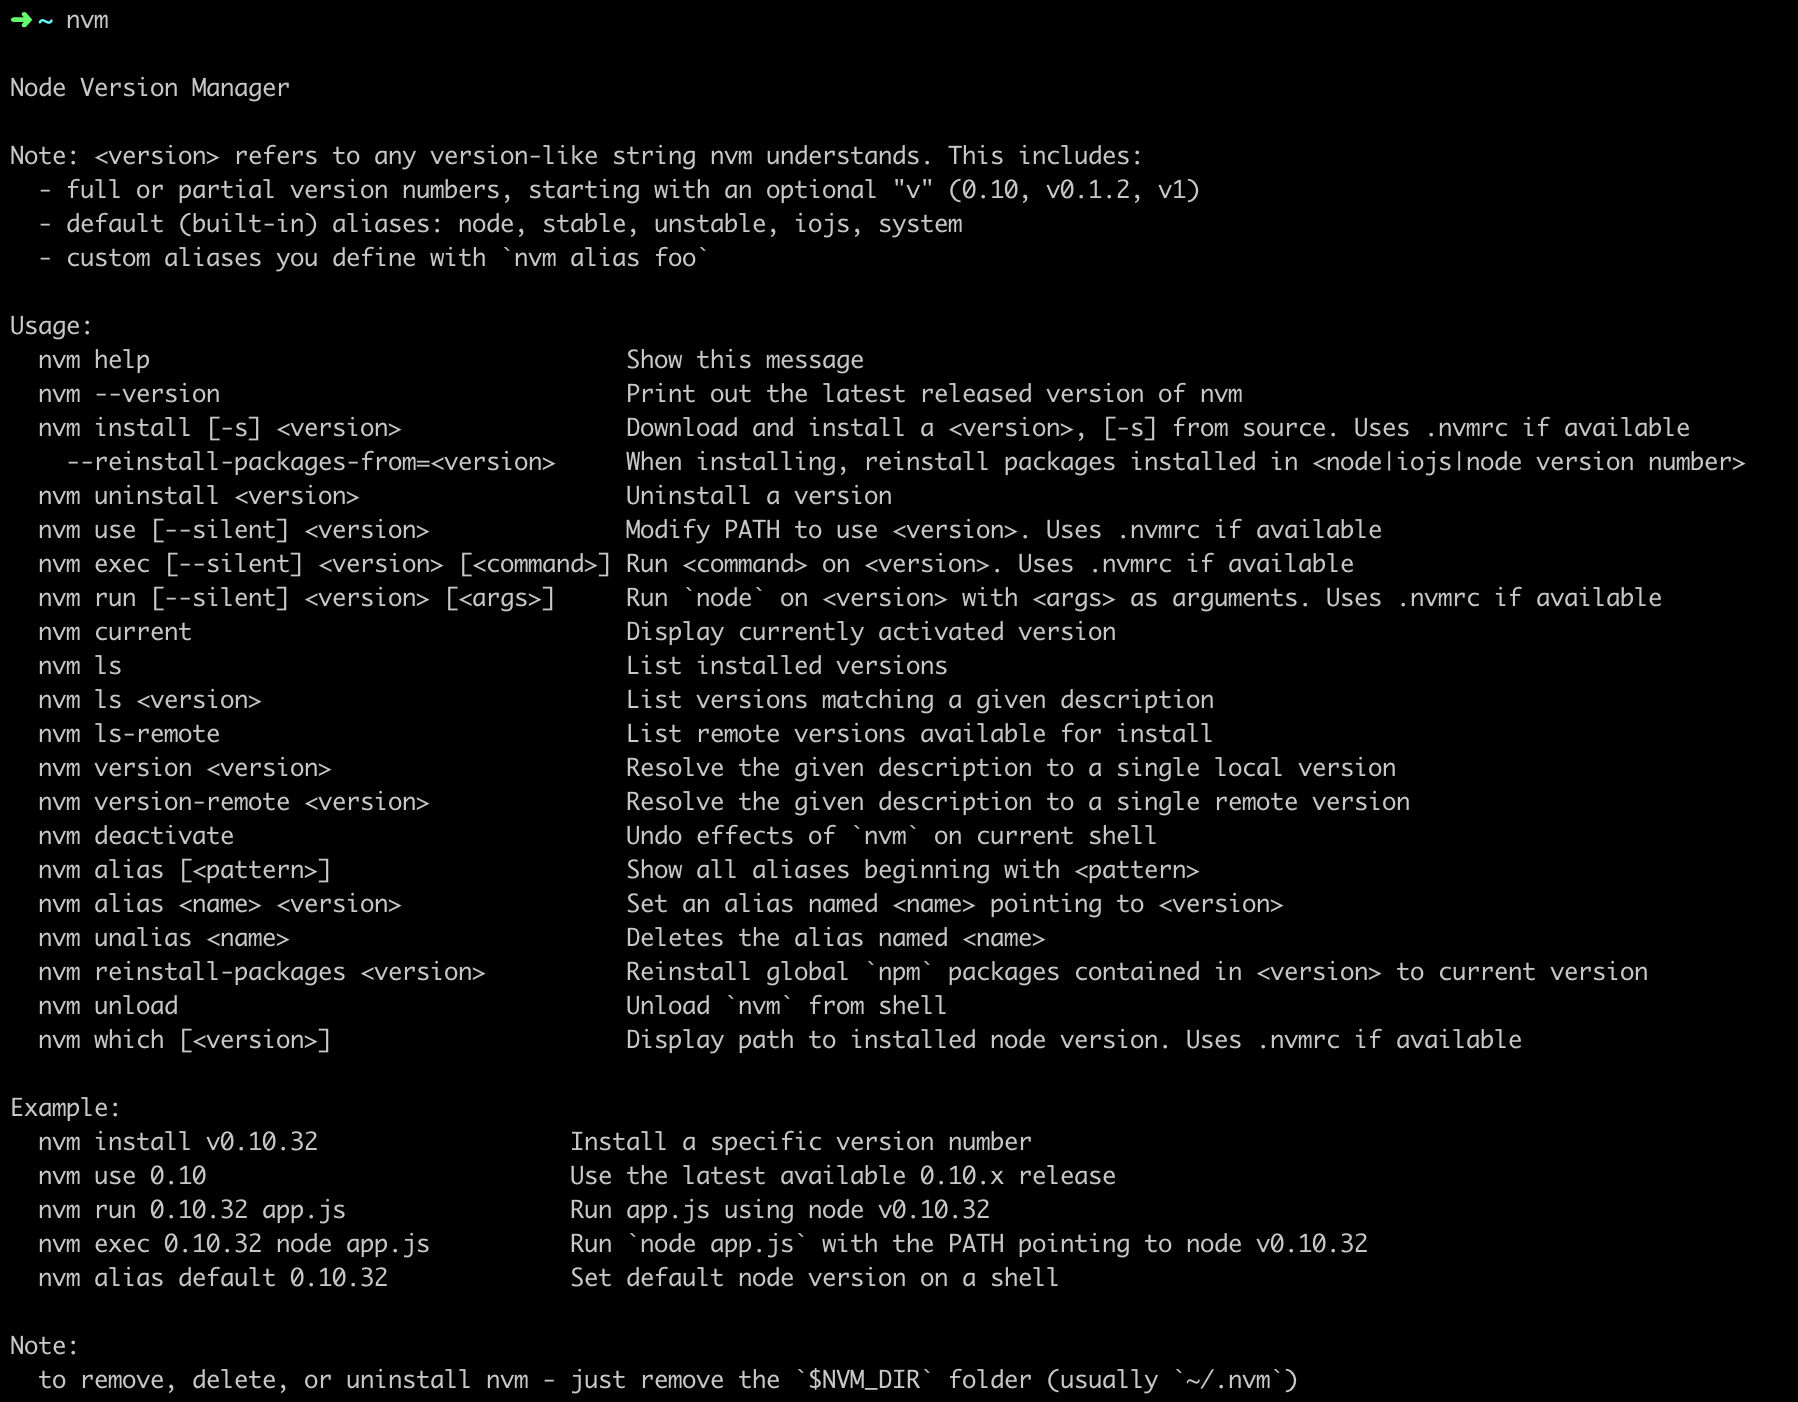 ➜ ~ nvm
Node Version Manager
Note: <version> refers to any version-like string nvm understands. This includes:
  - full or partial version numbers, starting with an optional "v" (0.10, v0.1.2, v1)
  - default (built-in) aliases: node, stable, unstable, iojs, system
  - custom aliases you define with `nvm alias foo`
Usage:
  nvm help                                  Show this message
  nvm --version                             Print out the latest released version of nvm
  nvm install [-s] <version>                Download and install a <version>, [-s] from source. Uses .nvmrc if available
    --reinstall-packages-from=<version>     When installing, reinstall packages installed in <node|iojs|node version number>
  nvm uninstall <version>                   Uninstall a version
  nvm use [--silent] <version>              Modify PATH to use <version>. Uses .nvmrc if available
  nvm exec [--silent] <version> [<command>] Run <command> on <version>. Uses .nvmrc if available
  nvm run [--silent] <version> [<args>]     Run `node` on <version> with <args> as arguments. Uses .nvmrc if available
  nvm current                               Display currently activated version
  nvm ls                                    List installed versions
  nvm ls <version>                          List versions matching a given description
  nvm ls-remote                             List remote versions available for install
  nvm version <version>                     Resolve the given description to a single local version
  nvm version-remote <version>              Resolve the given description to a single remote version
  nvm deactivate                            Undo effects of `nvm` on current shell
  nvm alias [<pattern>]                     Show all aliases beginning with <pattern>
  nvm alias <name> <version>                Set an alias named <name> pointing to <version>
  nvm unalias <name>                        Deletes the alias named <name>
  nvm reinstall-packages <version>          Reinstall global `npm` packages contained in <version> to current version
  nvm unload                                Unload `nvm` from shell
  nvm which [<version>]                     Display path to installed node version. Uses .nvmrc if available
Example:
  nvm install v0.10.32                  Install a specific version number
  nvm use 0.10                          Use the latest available 0.10.x release
  nvm run 0.10.32 app.js                Run app.js using node v0.10.32
  nvm exec 0.10.32 node app.js          Run `node app.js` with the PATH pointing to node v0.10.32
  nvm alias default 0.10.32             Set default node version on a shell
Note:
  to remove, delete, or uninstall nvm - just remove the `$NVM_DIR` folder (usually `~/.nvm`)